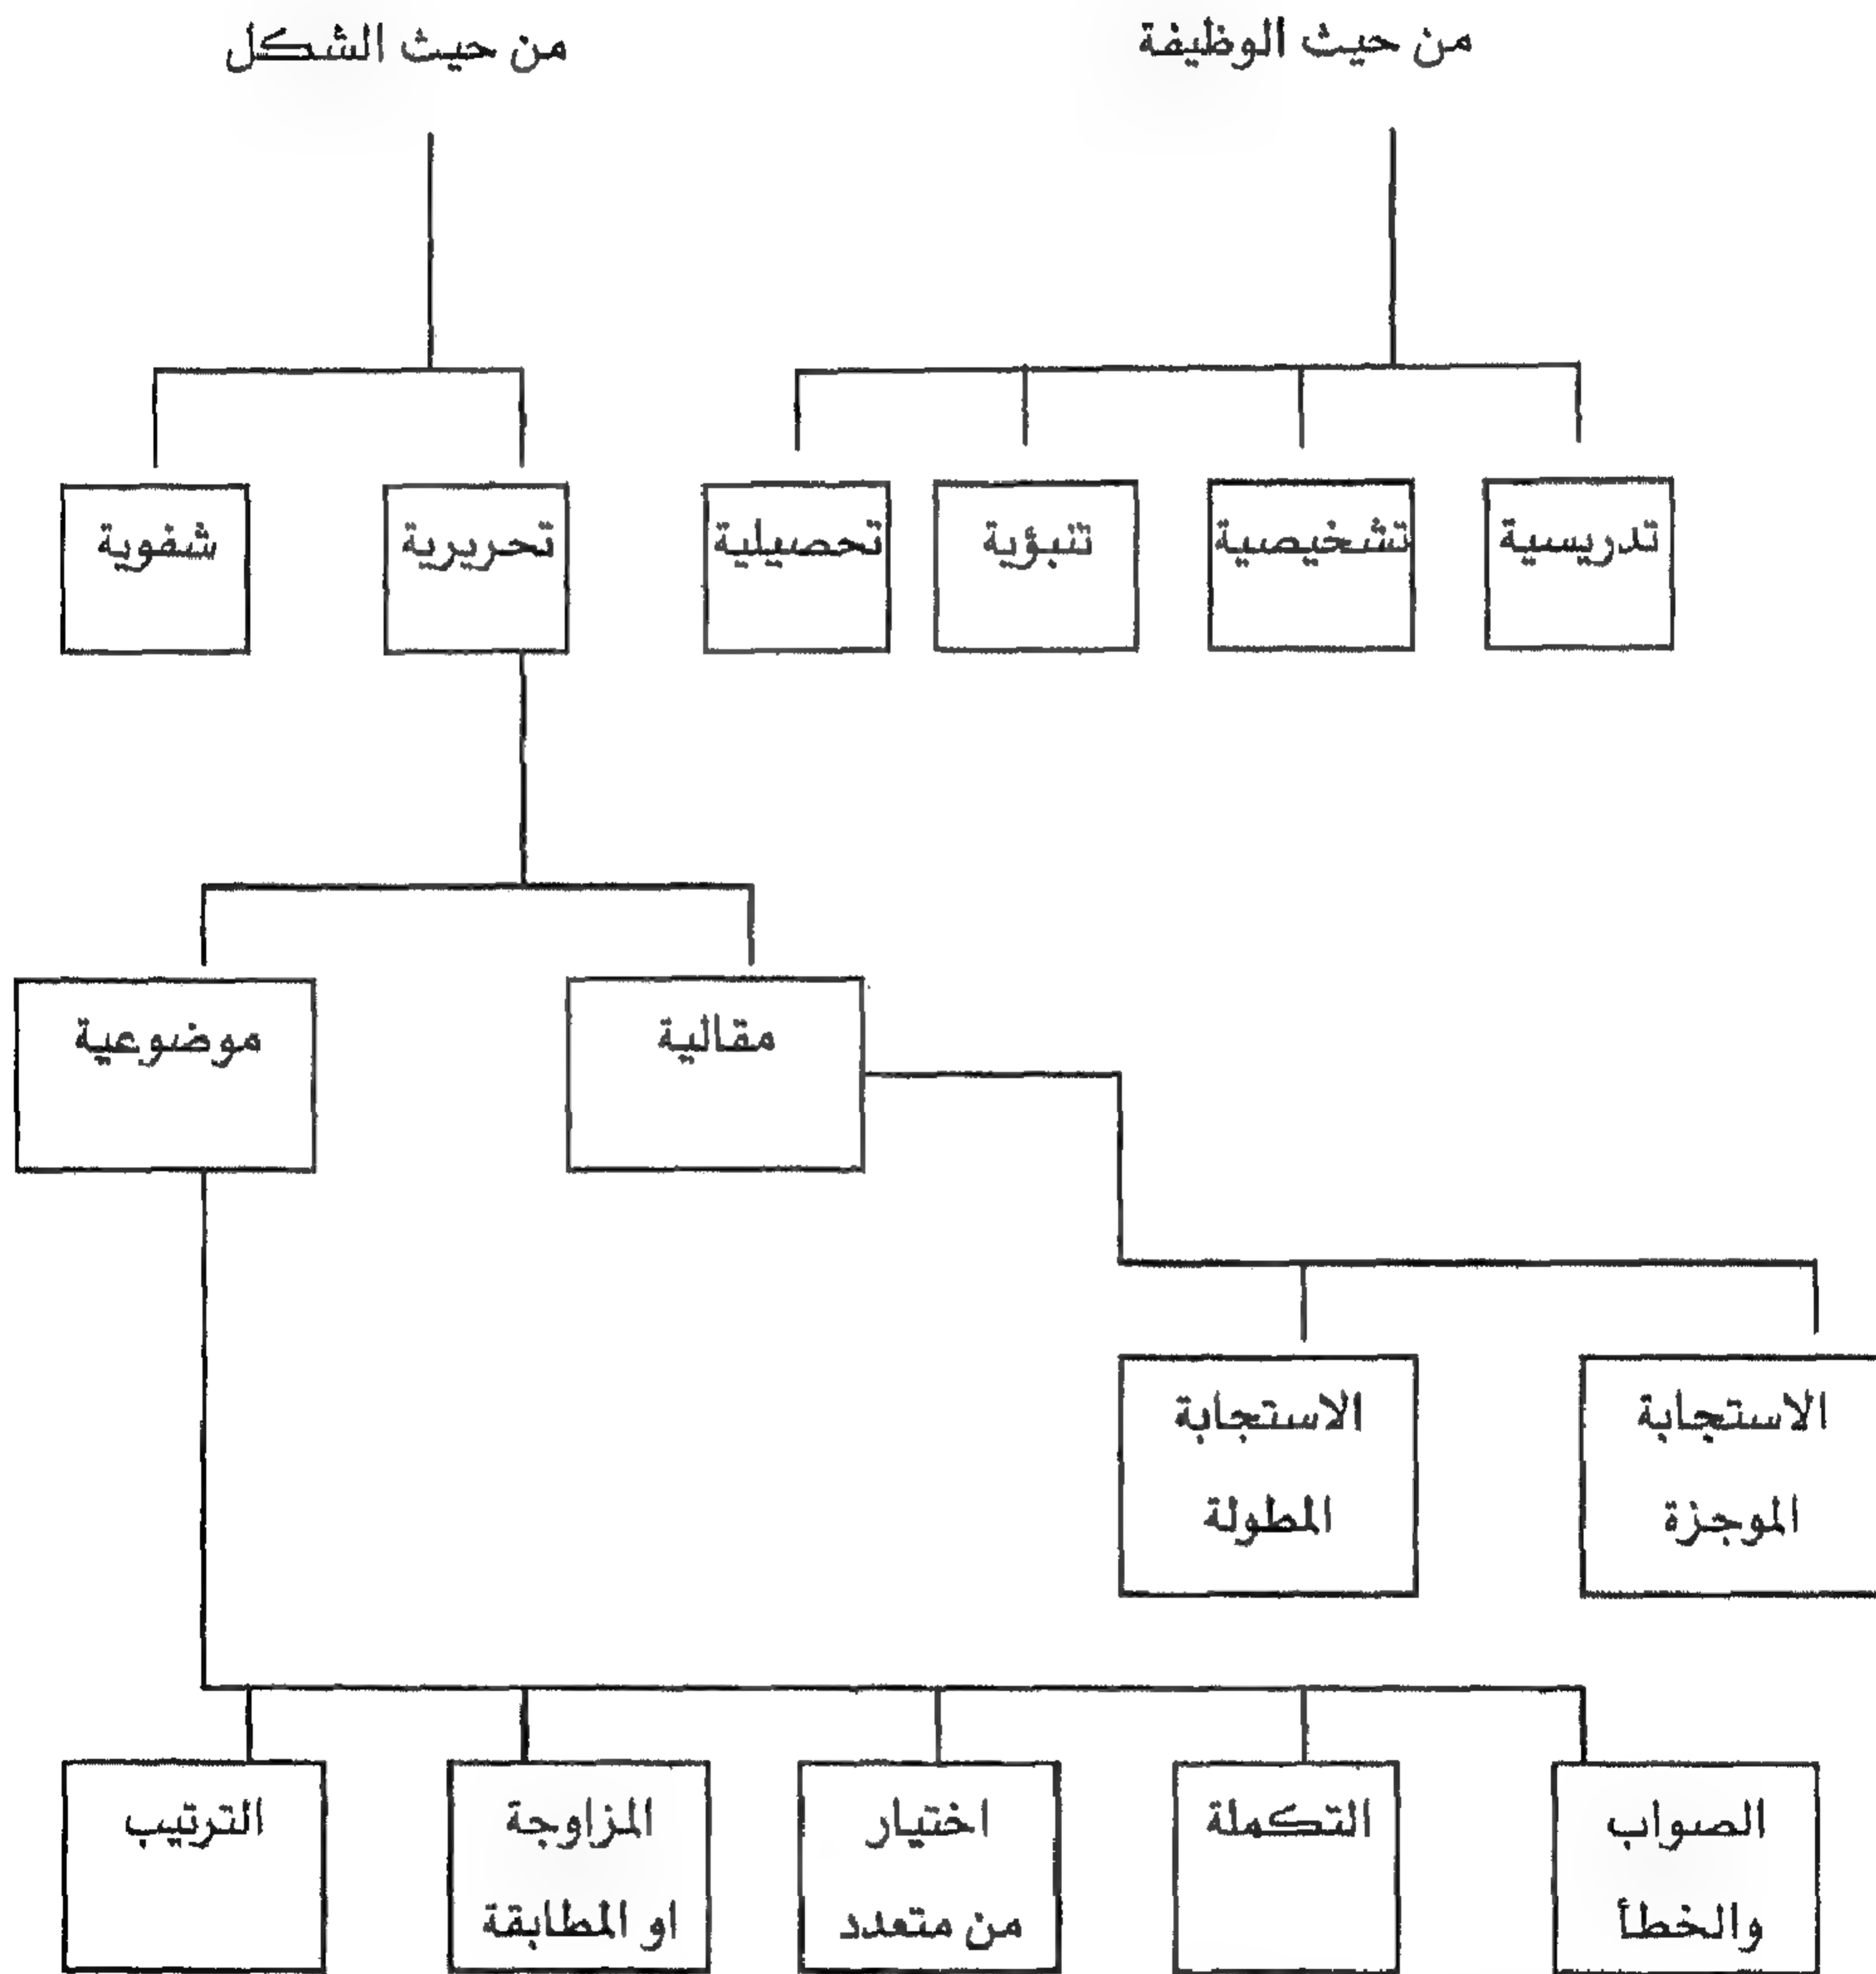 من حيث الوظيفة
من حيث الشكل
تدريسية
تشخيصية
تنبؤية
تحصيلية
تحريرية
شفوية
مقالية
موضوعية
الاستجابة
الموجزة
الاستجابة
المطولة
الصواب
والخطأ
التكملة
اختيار
من متعدد
المزاوجة
او المطابقة
الترتيب